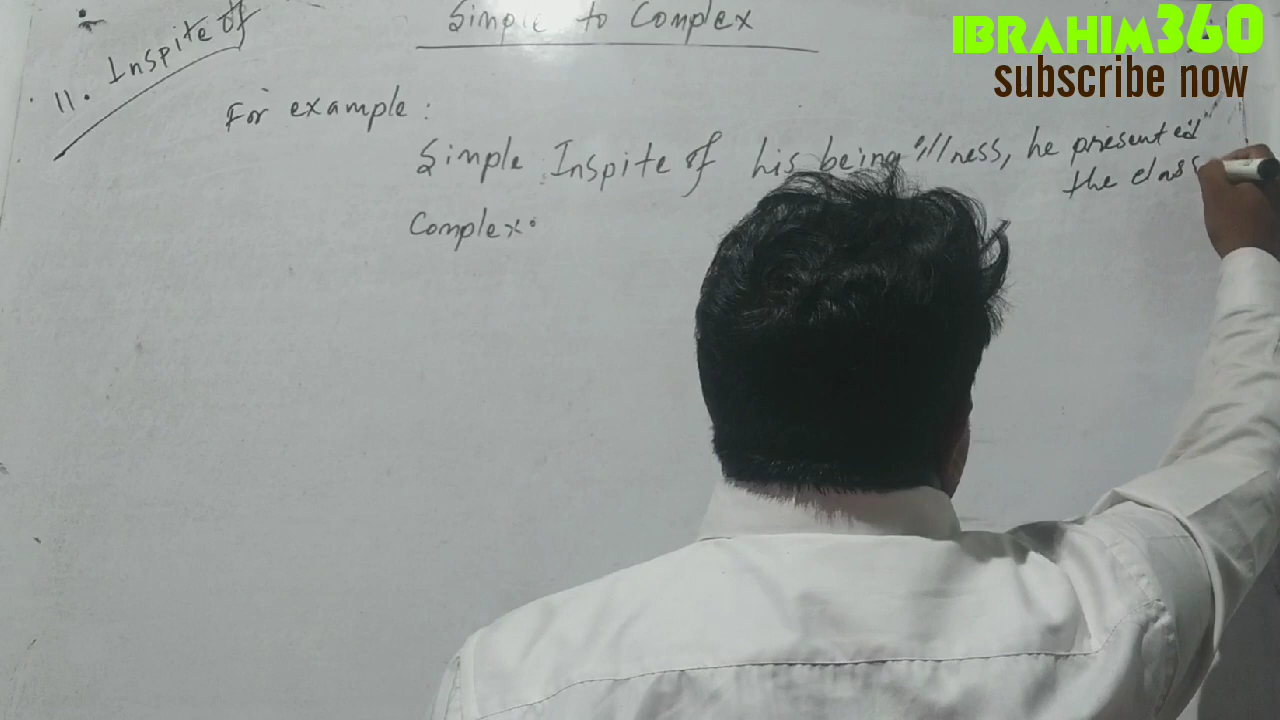 Simple to Complex
IBRAHIM360
subscribe now
11. Inspite of
For example:
Simple Inspite of his being illness, he presented
the class
Complex: